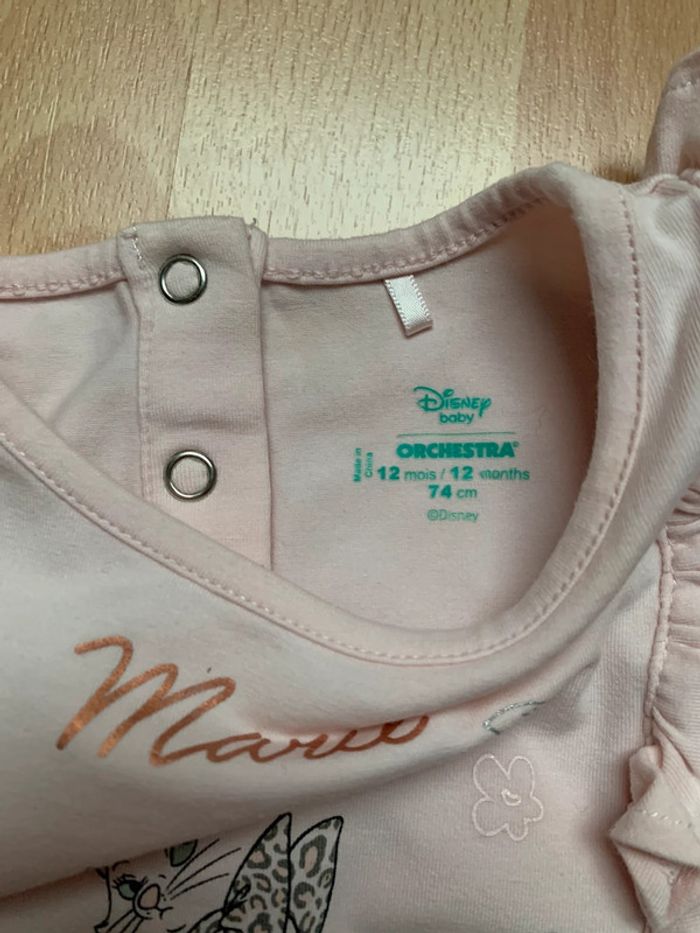 Disney
baby
ORCHESTRA®
Made in
China
12 mois / 12 months
74 cm
©Disney
Marie